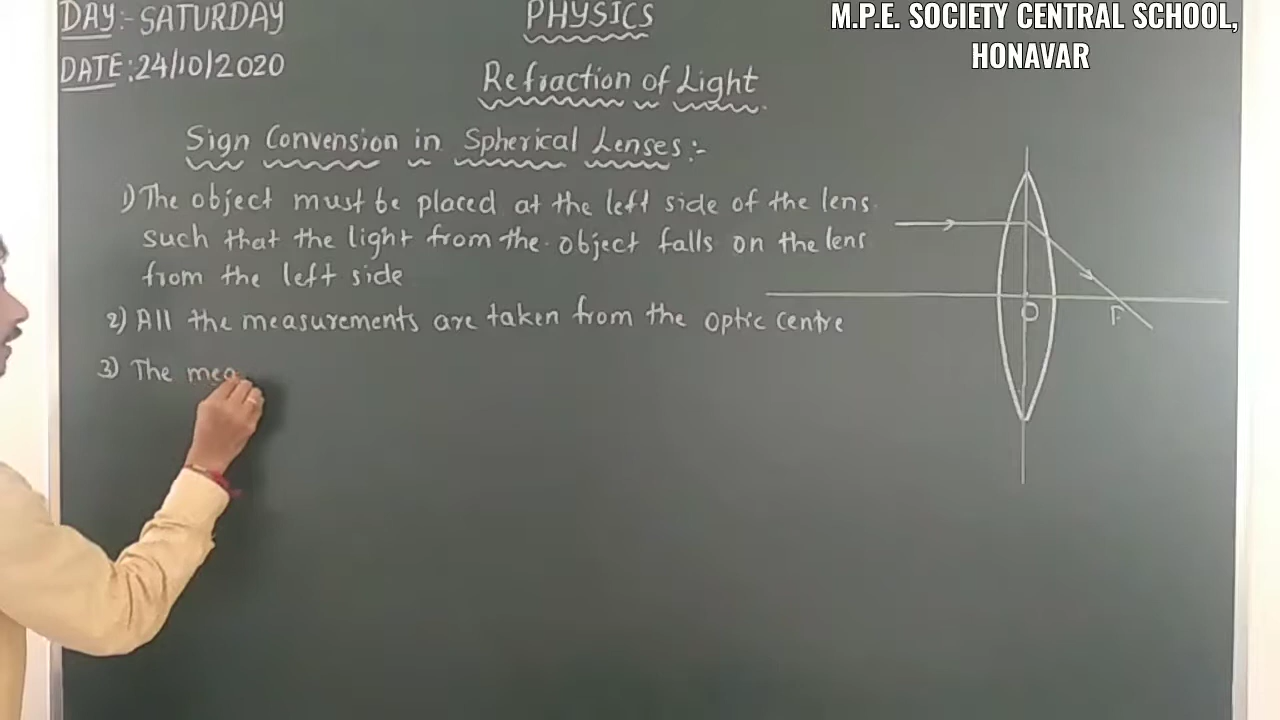 DAY:- SATURDAY
DATE:24/10/2020
PHYSICS
M.P.E. SOCIETY CENTRAL SCHOOL,
HONAVAR
Refraction of Light
Sign Convension in Spherical Lenses:-
1) The object must be placed at the left side of the lens
such that the light from the object falls on the lens
from the left side
2) All the measurements are taken from the optic centre
3) The mea
O
F